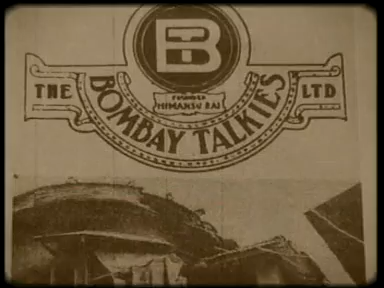 B
THE
FOUNDER
HIMANSU RAI
LTD
BOMBAY TALKIES